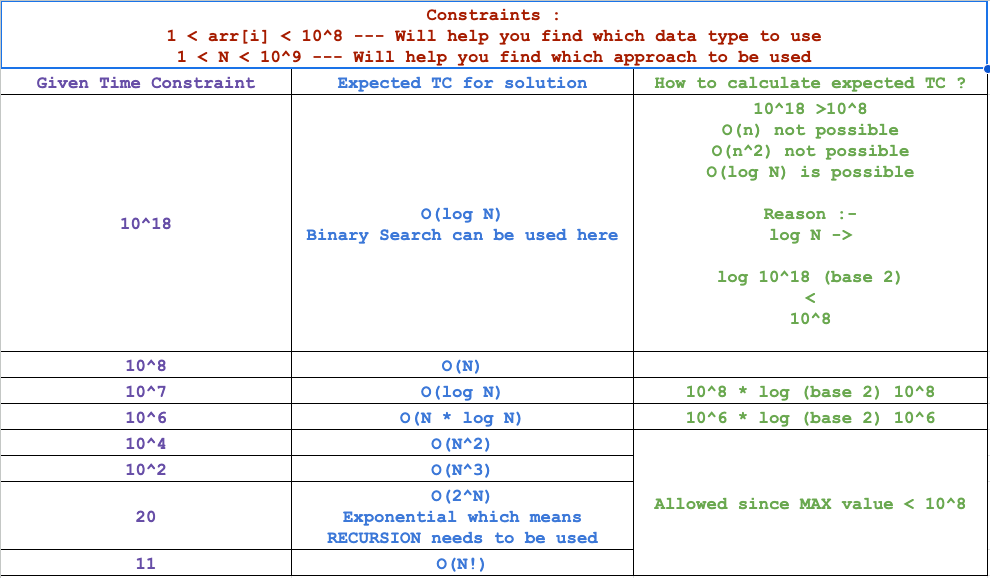 Constraints :
1 < arr[i] < 10^8 --- Will help you find which data type to use
1 < N < 10^9 --- Will help you find which approach to be used
Given Time Constraint
Expected TC for solution
How to calculate expected TC ?
10^18
O(log N)
Binary Search can be used here
10^18 >10^8
O(n) not possible
O(n^2) not possible
O(log N) is possible
Reason :-
log N ->
log 10^18 (base 2)
<
10^8
10^8
O(N)
10^7
O(log N)
10^8 * log (base 2) 10^8
10^6
O(N * log N)
10^6 * log (base 2) 10^6
10^4
O(N^2)
10^2
O(N^3)
20
O(2^N)
Exponential which means
RECURSION needs to be used
Allowed since MAX value < 10^8
11
O(N!)